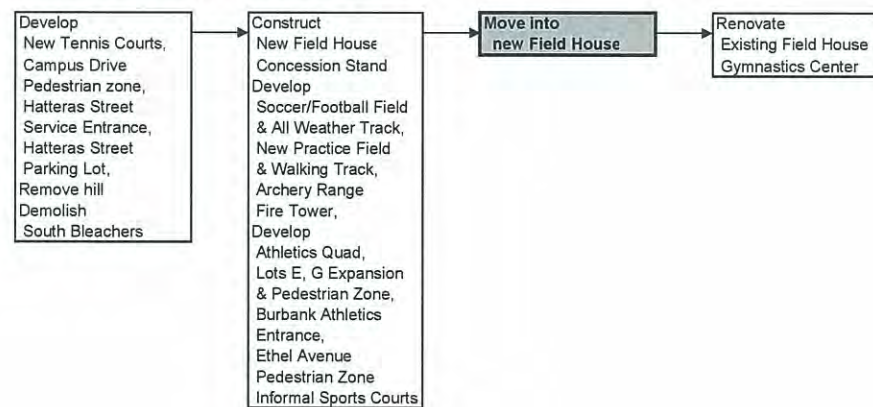 Develop
New Tennis Courts,
Campus Drive
Pedestrian zone,
Hatteras Street
Service Entrance,
Hatteras Street
Parking Lot,
Remove hill
Demolish
South Bleachers
Construct
New Field House
Concession Stand
Develop
Soccer/Football Field
& All Weather Track,
New Practice Field
& Walking Track,
Archery Range
Fire Tower,
Develop
Athletics Quad,
Lots E, G Expansion
& Pedestrian Zone,
Burbank Athletics
Entrance,
Ethel Avenue
Pedestrian Zone
Informal Sports Courts
Move into
new Field House
Renovate
Existing Field House
Gymnastics Center